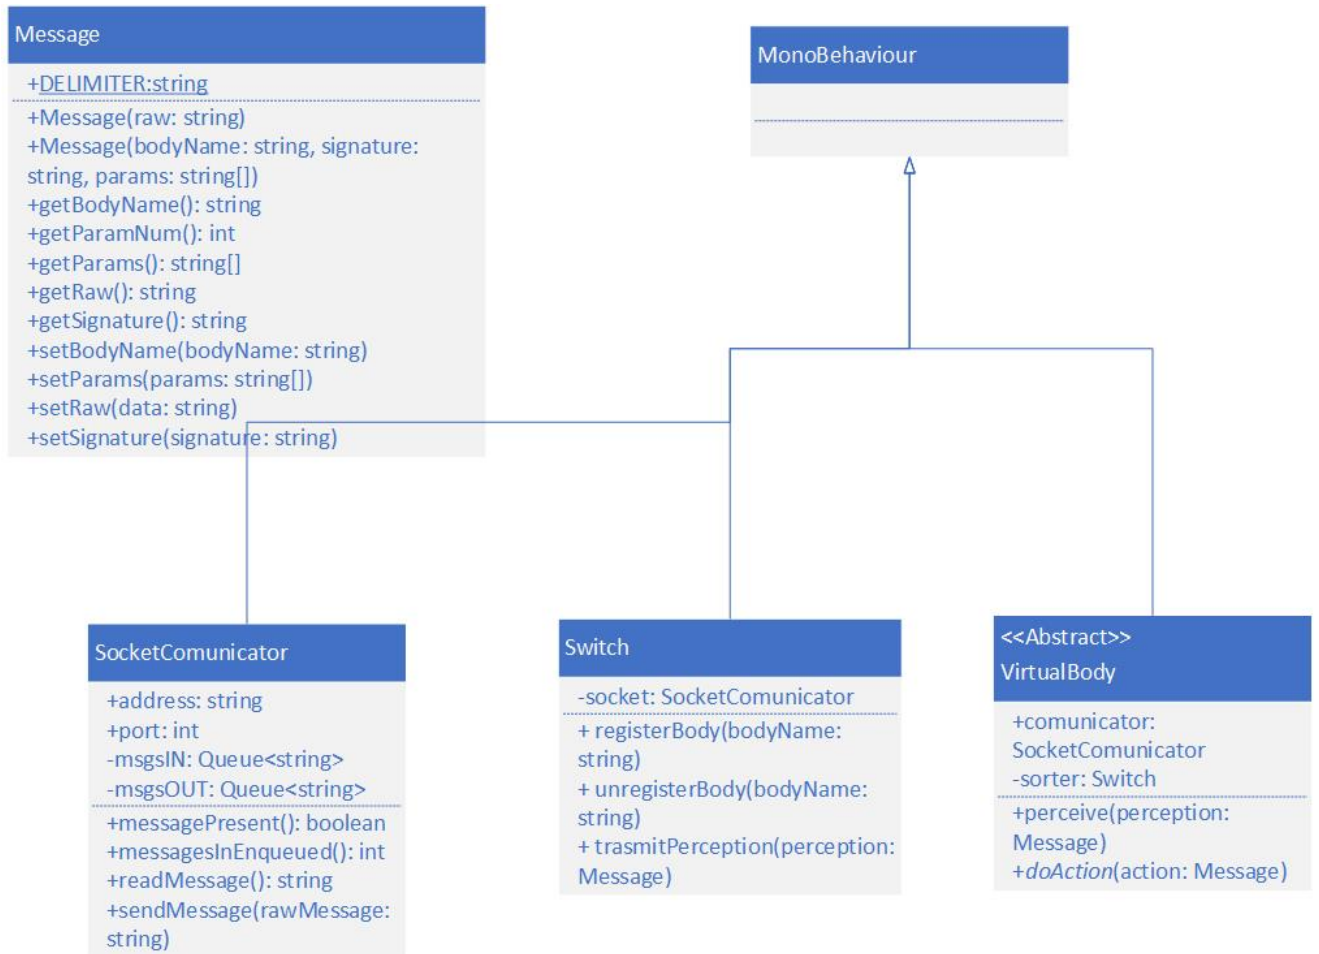 Message
+DELIMITER:string
+Message(raw: string)
+Message(bodyName: string, signature:
string, params: string[])
+getBodyName(): string
+getParamNum(): int
+getParams(): string[]
+getRaw(): string
+getSignature(): string
+setBodyName(bodyName: string)
+setParams(params: string[])
+setRaw(data: string)
+setSignature(signature: string)
MonoBehaviour
SocketComunicator
+address: string
+port: int
-msgsIN: Queue<string>
-msgsOUT: Queue<string>
+messagePresent(): boolean
+messagesInEnqueued(): int
+readMessage(): string
+sendMessage(rawMessage:
string)
Switch
-socket: SocketComunicator
+ registerBody(bodyName:
string)
+ unregisterBody(bodyName:
string)
+ trasmitPerception(perception:
Message)
<<Abstract>>
VirtualBody
+comunicator:
SocketComunicator
-sorter: Switch
+perceive(perception:
Message)
+doAction(action: Message)